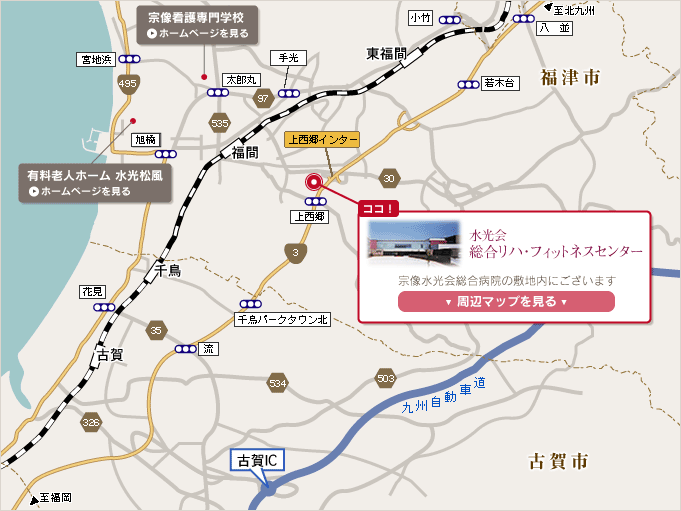 至北九州
宗像看護専門学校
ホームページを見る
小竹
八並
手光
東福間
宮地浜
495
太郎丸
97
若木台
福津市
535
旭橋
福間
上西郷インター
有料老人ホーム 水光松風
ホームページを見る
30
ココ！
上西郷
水光会
総合リハ・フィットネスセンター
3
千鳥
宗像水光会総合病院の敷地内にございます
▼ 周辺マップを見る ▼
花見
千鳥パークタウン北
35
古賀
流
534
503
九州自動車道
326
古賀IC
古賀市
至福岡